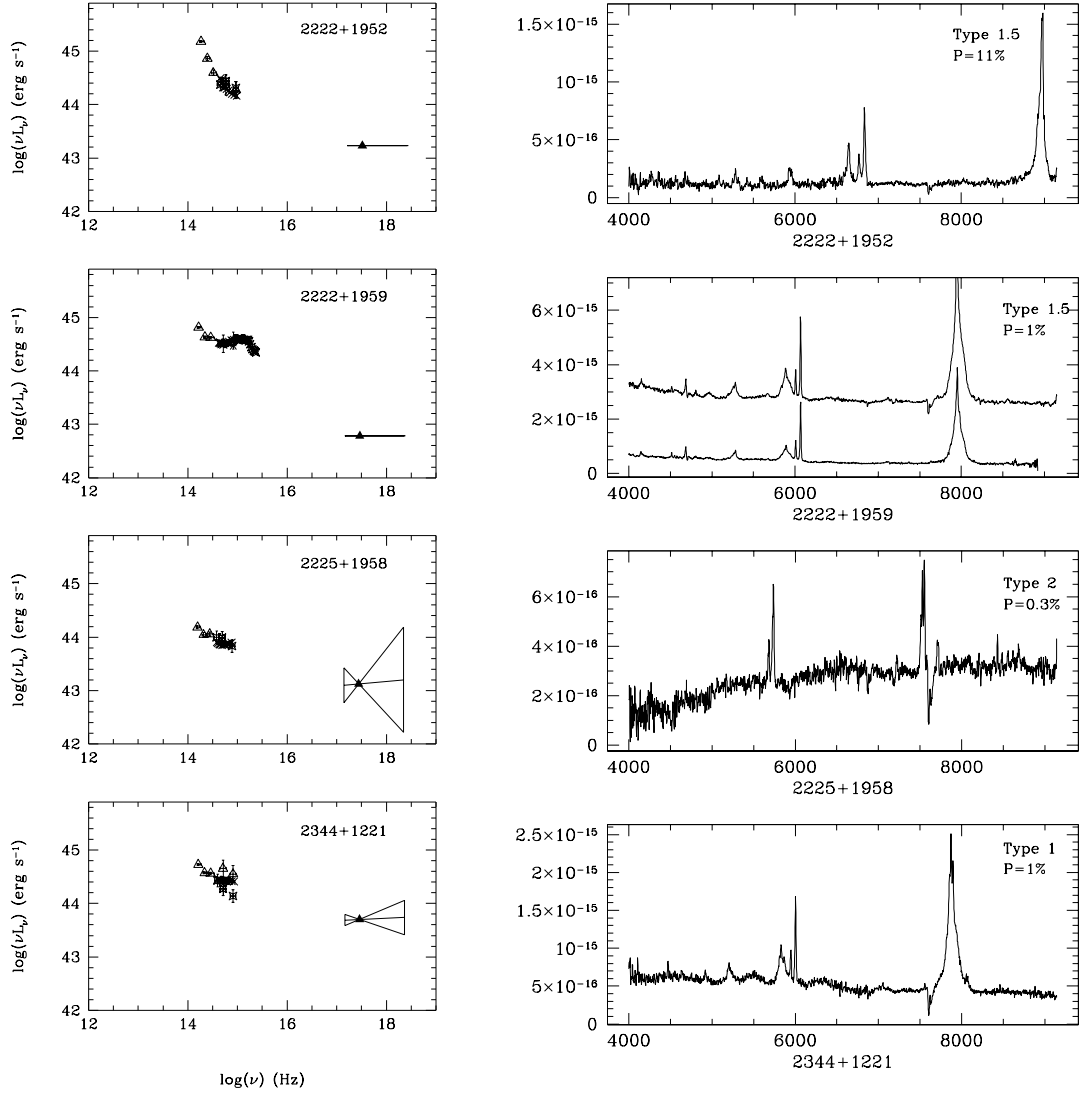 2222+1952
log(νLν) (erg s⁻¹)
45
44
43
42
12 14 16 18
Type 1.5
P=11%
1.5×10⁻¹⁵
10⁻¹⁵
5×10⁻¹⁶
0
4000 6000 8000
2222+1952
2222+1959
log(νLν) (erg s⁻¹)
45
44
43
42
12 14 16 18
Type 1.5
P=1%
6×10⁻¹⁵
4×10⁻¹⁵
2×10⁻¹⁵
0
4000 6000 8000
2222+1959
2225+1958
log(νLν) (erg s⁻¹)
45
44
43
42
12 14 16 18
Type 2
P=0.3%
6×10⁻¹⁶
4×10⁻¹⁶
2×10⁻¹⁶
0
4000 6000 8000
2225+1958
2344+1221
log(νLν) (erg s⁻¹)
45
44
43
42
12 14 16 18
log(ν) (Hz)
Type 1
P=1%
2.5×10⁻¹⁵
2×10⁻¹⁵
1.5×10⁻¹⁵
10⁻¹⁵
5×10⁻¹⁶
0
4000 6000 8000
2344+1221